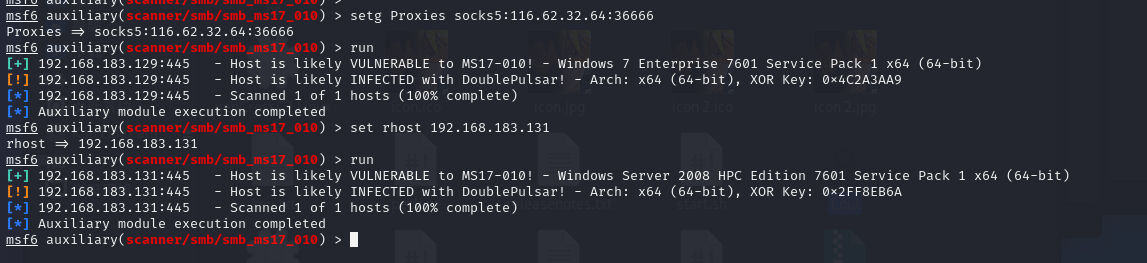 msf6 auxiliary(scanner/smb/smb_ms17_010) > setg Proxies socks5:116.62.32.64:36666
Proxies => socks5:116.62.32.64:36666
msf6 auxiliary(scanner/smb/smb_ms17_010) > run
[+] 192.168.183.129:445 - Host is likely VULNERABLE to MS17-010! - Windows 7 Enterprise 7601 Service Pack 1 x64 (64-bit)
[!] 192.168.183.129:445 - Host is likely INFECTED with DoublePulsar! - Arch: x64 (64-bit), XOR Key: 0×4C2A3AA9
[*] 192.168.183.129:445 - Scanned 1 of 1 hosts (100% complete)
[*] Auxiliary module execution completed
msf6 auxiliary(scanner/smb/smb_ms17_010) > set rhost 192.168.183.131
rhost => 192.168.183.131
msf6 auxiliary(scanner/smb/smb_ms17_010) > run
[+] 192.168.183.131:445 - Host is likely VULNERABLE to MS17-010! - Windows Server 2008 HPC Edition 7601 Service Pack 1 x64 (64-bit)
[!] 192.168.183.131:445 - Host is likely INFECTED with DoublePulsar! - Arch: x64 (64-bit), XOR Key: 0×2FF8EB6A
[*] 192.168.183.131:445 - Scanned 1 of 1 hosts (100% complete)
[*] Auxiliary module execution completed
msf6 auxiliary(scanner/smb/smb_ms17_010) >